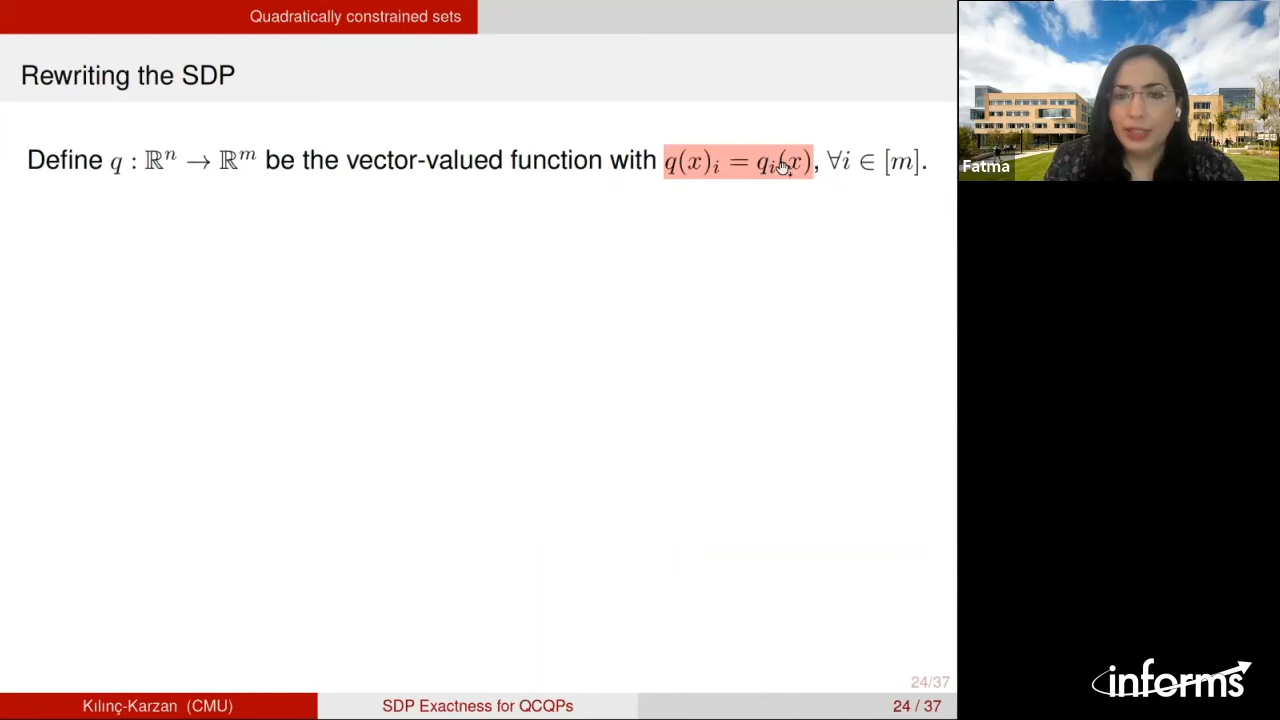 Quadratically constrained sets
Rewriting the SDP
Define q : ℝⁿ → ℝᵐ be the vector-valued function with q(x)ᵢ = qᵢ(x), ∀i ∈ [m].
Fatma
24/37
Kılınç-Karzan (CMU)
SDP Exactness for QCQPs
24 / 37
informs